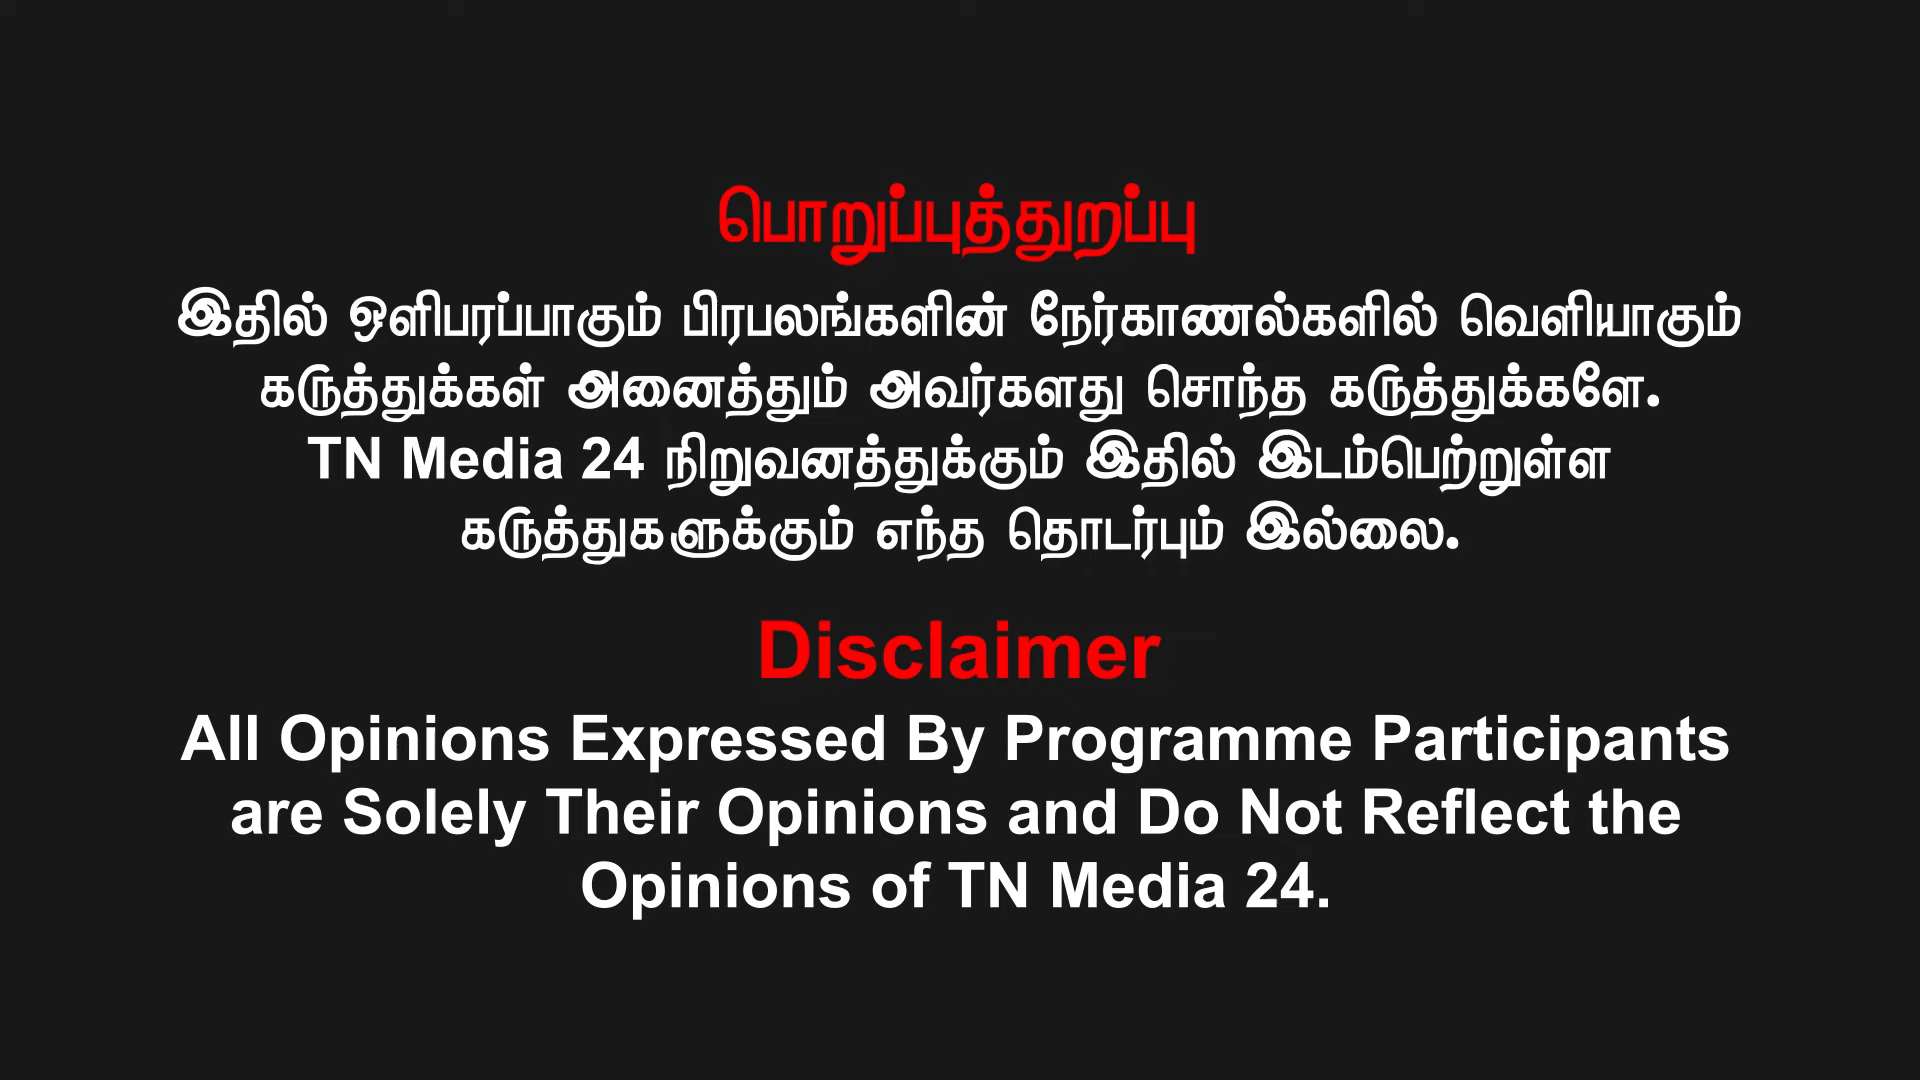 பொறுப்புத்துறப்பு
இதில் ஒளிபரப்பாகும் பிரபலங்களின் நேர்காணல்களில் வெளியாகும்
கருத்துக்கள் அனைத்தும் அவர்களது சொந்த கருத்துக்களே.
TN Media 24 நிறுவனத்துக்கும் இதில் இடம்பெற்றுள்ள
கருத்துகளுக்கும் எந்த தொடர்பும் இல்லை.
Disclaimer
All Opinions Expressed By Programme Participants
are Solely Their Opinions and Do Not Reflect the
Opinions of TN Media 24.